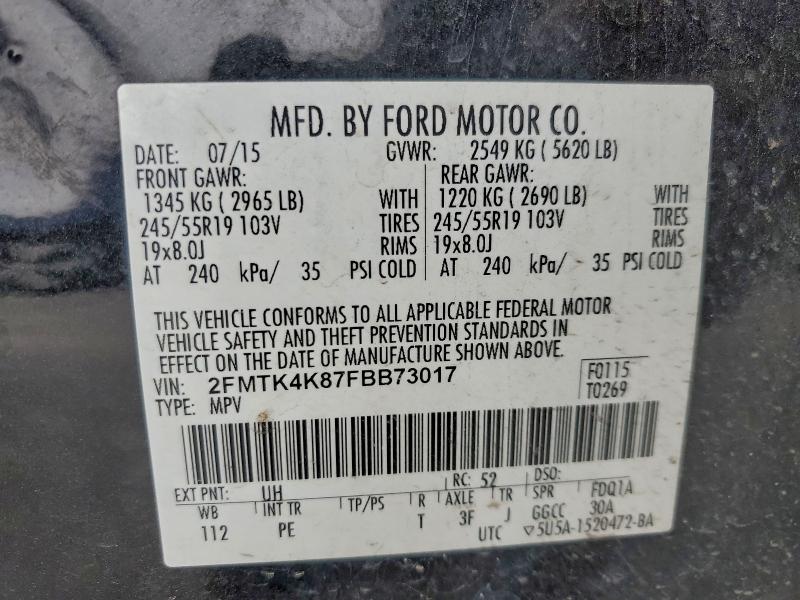 MFD. BY FORD MOTOR CO.
DATE: 07/15 GVWR: 2549 KG ( 5620 LB)
FRONT GAWR: REAR GAWR:
1345 KG ( 2965 LB) WITH 1220 KG ( 2690 LB) WITH
245/55R19 103V TIRES 245/55R19 103V TIRES
19x8.0J RIMS 19x8.0J RIMS
AT 240 kPa/ 35 PSI COLD AT 240 kPa/ 35 PSI COLD
THIS VEHICLE CONFORMS TO ALL APPLICABLE FEDERAL MOTOR
VEHICLE SAFETY AND THEFT PREVENTION STANDARDS IN
EFFECT ON THE DATE OF MANUFACTURE SHOWN ABOVE.
VIN: 2FMTK4K87FBB73017 F0115
TYPE: MPV T0269
EXT PNT: UH RC: 52 DSO:
WB INT TR TP/PS R AXLE TR SPR FDQ1A
112 PE T 3F J GGCC 30A
UTC ▽5U5A-1520472-BA